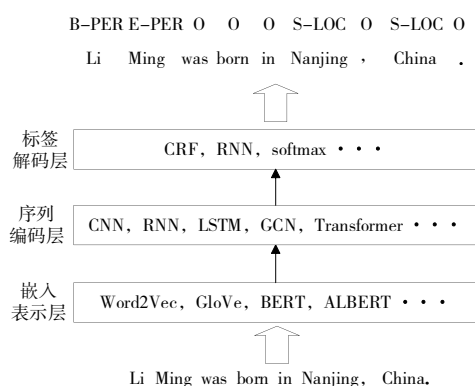 B-PER E-PER O O O S-LOC O S-LOC O
Li Ming was born in Nanjing , China .
标签
解码层
CRF, RNN, softmax ···
序列
编码层
CNN, RNN, LSTM, GCN, Transformer ···
嵌入
表示层
Word2Vec, GloVe, BERT, ALBERT ···
Li Ming was born in Nanjing, China.